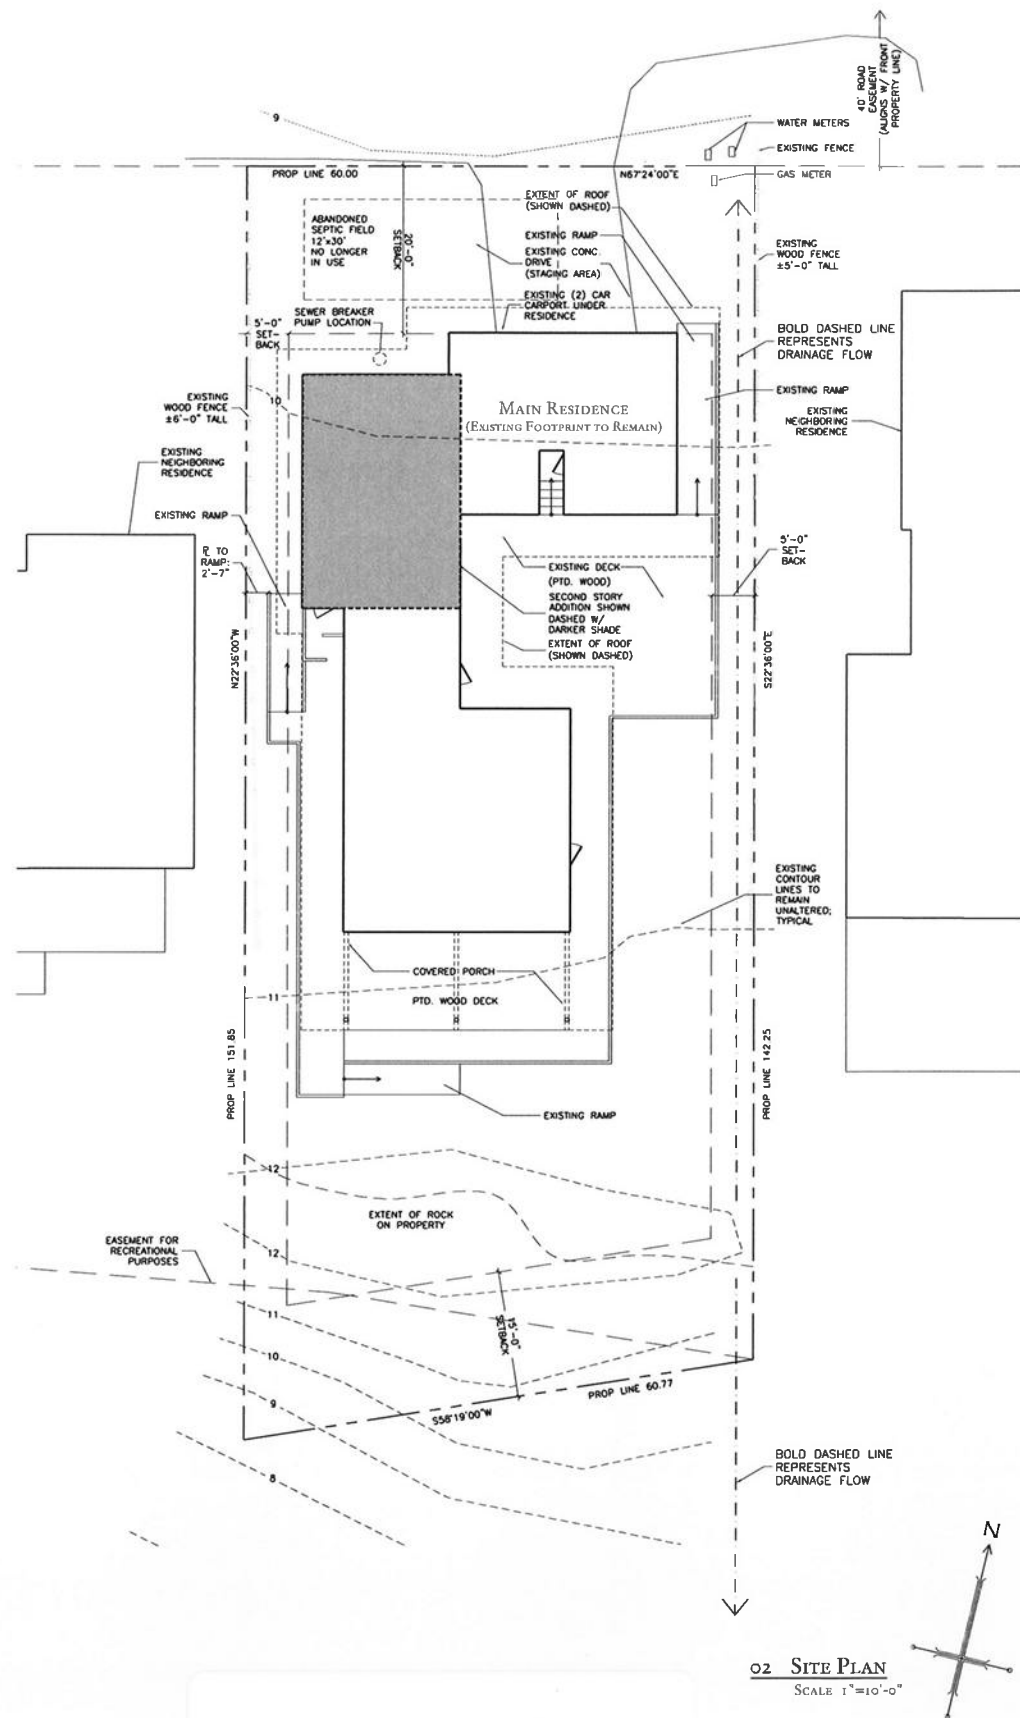 40' ROAD
EASEMENT
(ALIGNS W/ FRONT
PROPERTY LINE)
9
WATER METERS
EXISTING FENCE
PROP LINE 60.00
N67°24'00"E
GAS METER
EXTENT OF ROOF
(SHOWN DASHED)
ABANDONED
SEPTIC FIELD
12'x30'
NO LONGER
IN USE
20'-0"
SETBACK
EXISTING RAMP
EXISTING CONC.
DRIVE
(STAGING AREA)
EXISTING
WOOD FENCE
±5'-0" TALL
EXISTING (2) CAR
CARPORT UNDER
RESIDENCE
SEWER BREAKER
PUMP LOCATION
5'-0"
SET-
BACK
BOLD DASHED LINE
REPRESENTS
DRAINAGE FLOW
EXISTING
WOOD FENCE
±6'-0" TALL
10
MAIN RESIDENCE
(EXISTING FOOTPRINT TO REMAIN)
EXISTING RAMP
EXISTING
NEIGHBORING
RESIDENCE
EXISTING
NEIGHBORING
RESIDENCE
EXISTING RAMP
℄ TO
RAMP:
2'-7"
5'-0"
SET-
BACK
EXISTING DECK
(PTD. WOOD)
SECOND STORY
ADDITION SHOWN
DASHED W/
DARKER SHADE
EXTENT OF ROOF
(SHOWN DASHED)
N22°36'00"W
S22°36'00"E
EXISTING
CONTOUR
LINES TO
REMAIN
UNALTERED;
TYPICAL
COVERED PORCH
11
PTD. WOOD DECK
PROP LINE 151.85
PROP LINE 142.25
EXISTING RAMP
12
EXTENT OF ROCK
ON PROPERTY
EASEMENT FOR
RECREATIONAL
PURPOSES
12
11
15'-0"
SETBACK
10
9
PROP LINE 60.77
S58°19'00"W
8
BOLD DASHED LINE
REPRESENTS
DRAINAGE FLOW
N
02 SITE PLAN
SCALE 1"=10'-0"